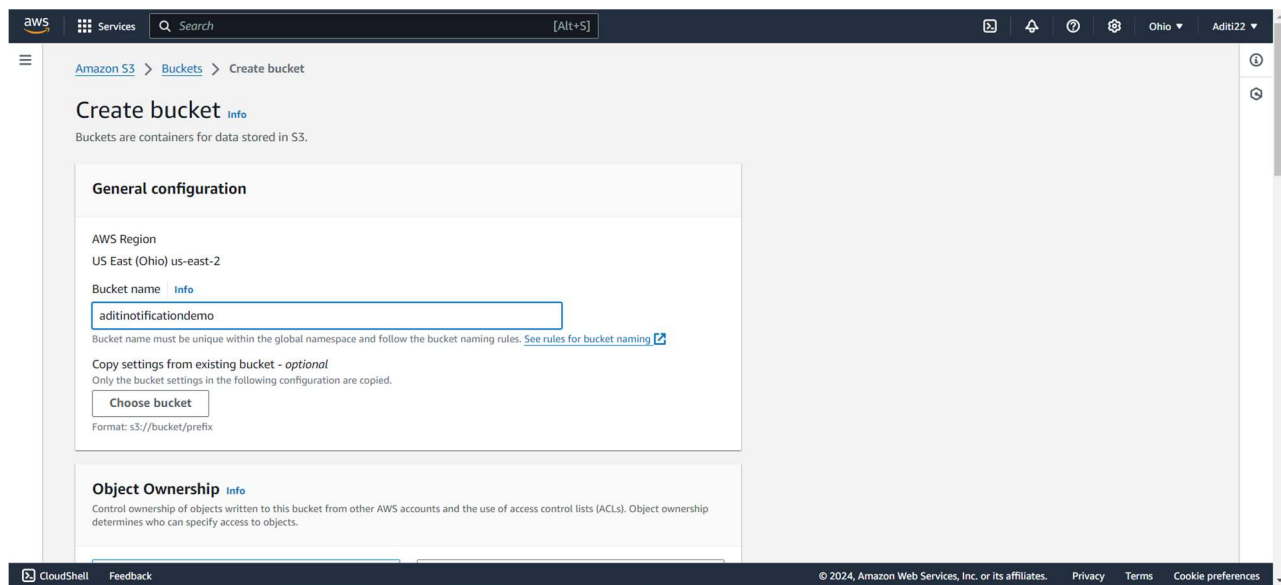 aws Services Search [Alt+S] Ohio Aditi22
Amazon S3 > Buckets > Create bucket
Create bucket Info
Buckets are containers for data stored in S3.
General configuration
AWS Region
US East (Ohio) us-east-2
Bucket name Info
aditinotificationdemo
Bucket name must be unique within the global namespace and follow the bucket naming rules. See rules for bucket naming
Copy settings from existing bucket - optional
Only the bucket settings in the following configuration are copied.
Choose bucket
Format: s3://bucket/prefix
Object Ownership Info
Control ownership of objects written to this bucket from other AWS accounts and the use of access control lists (ACLs). Object ownership
determines who can specify access to objects.
CloudShell Feedback © 2024, Amazon Web Services, Inc. or its affiliates. Privacy Terms Cookie preferences